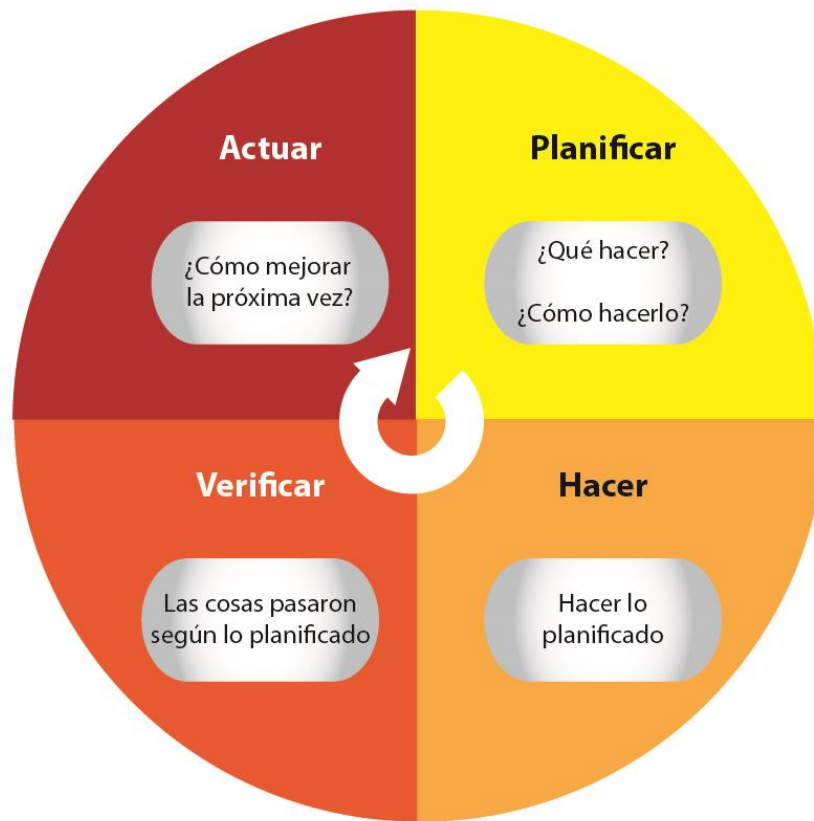 Actuar
¿Cómo mejorar
la próxima vez?
Planificar
¿Qué hacer?
¿Cómo hacerlo?
Verificar
Las cosas pasaron
según lo planificado
Hacer
Hacer lo
planificado